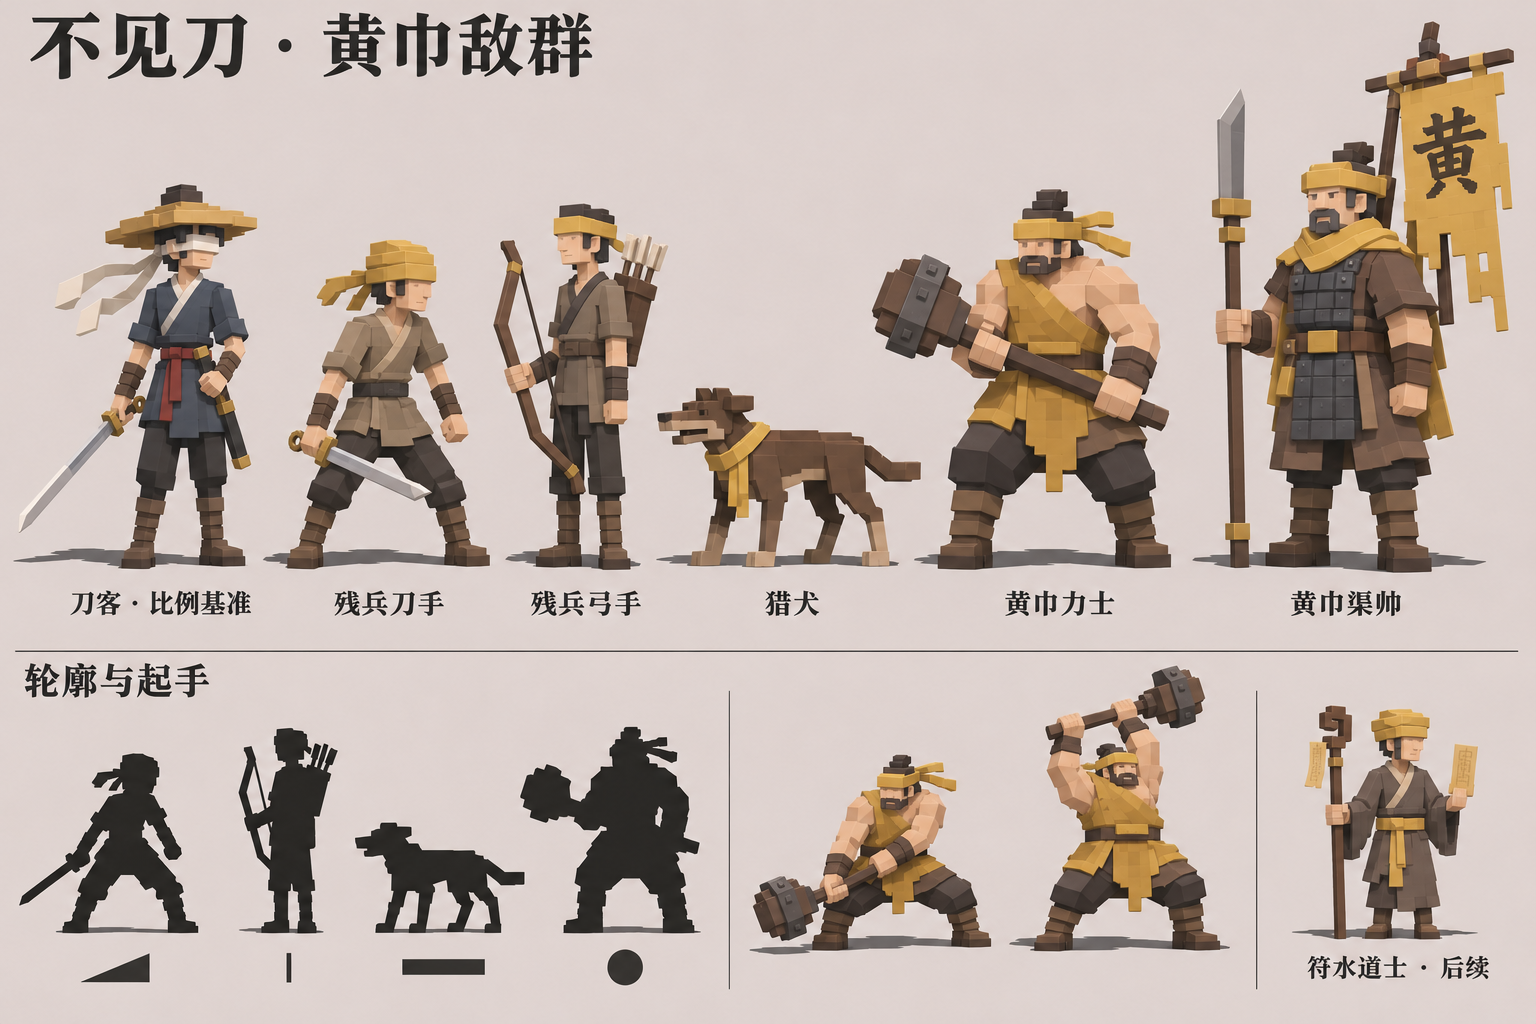 不见刀·黄巾敌群
黄
刀客·比例基准
残兵刀手
残兵弓手
猎犬
黄巾力士
黄巾渠帅
轮廓与起手
符水道士·后续